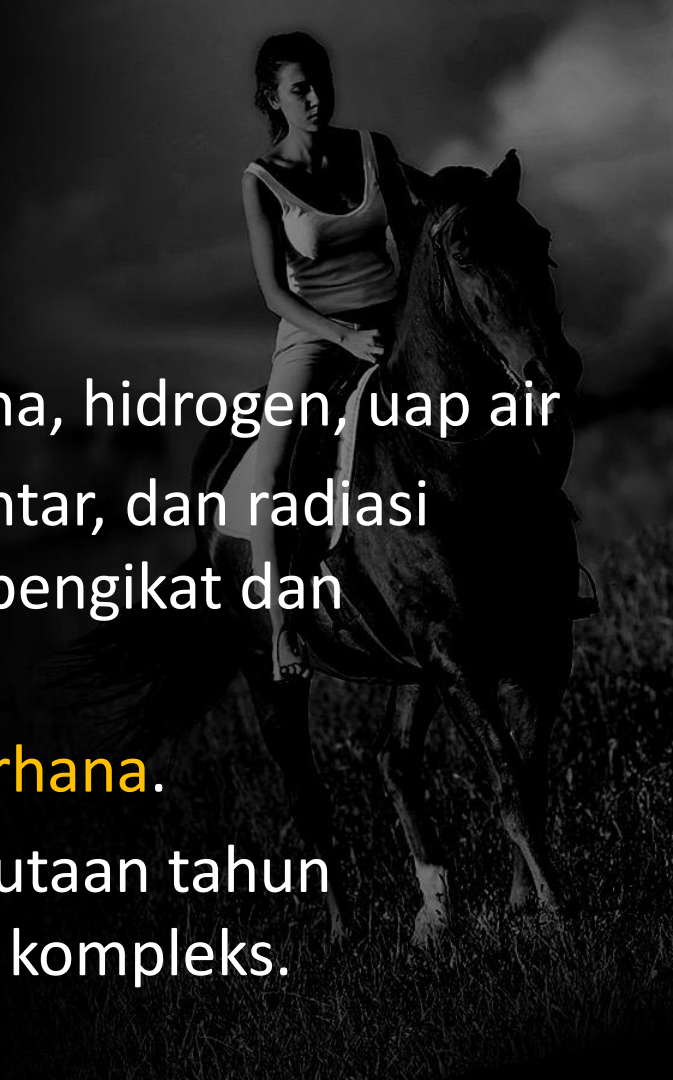 na, hidrogen, uap air
ntar, dan radiasi
pengikat dan
rhana.
utaan tahun
kompleks.